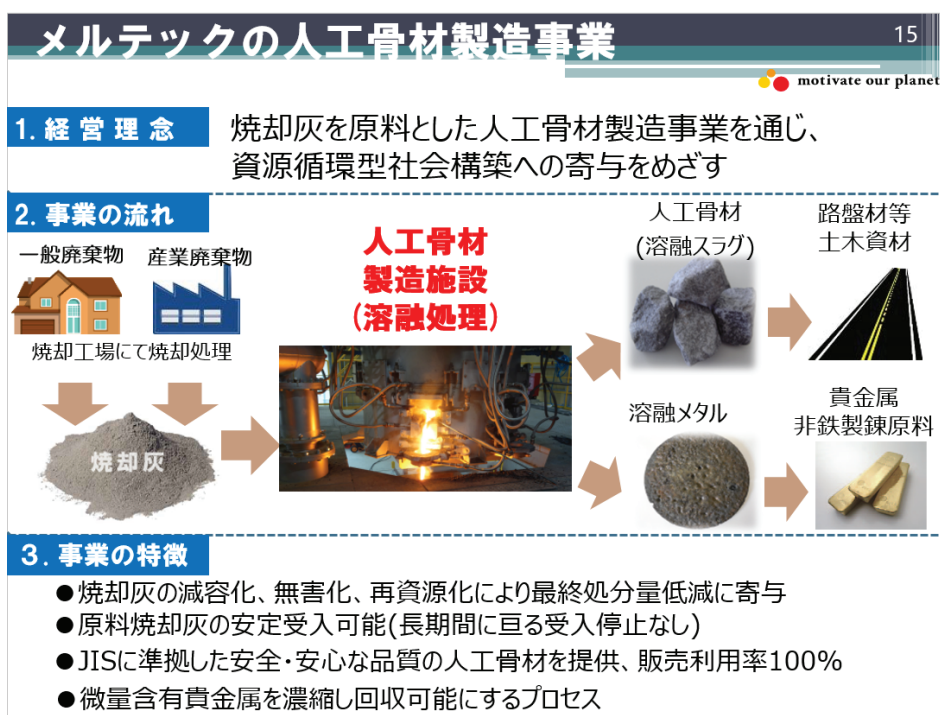 メルテックの人工骨材製造事業
15
motivate our planet
1. 経営理念
焼却灰を原料とした人工骨材製造事業を通じ、
資源循環型社会構築への寄与をめざす
2. 事業の流れ
一般廃棄物
産業廃棄物
焼却工場にて焼却処理
焼却灰
人工骨材
製造施設
(溶融処理)
人工骨材
(溶融スラグ)
路盤材等
土木資材
溶融メタル
貴金属
非鉄製錬原料
3. 事業の特徴
●焼却灰の減容化、無害化、再資源化により最終処分量低減に寄与
●原料焼却灰の安定受入可能(長期間に亘る受入停止なし)
●JISに準拠した安全・安心な品質の人工骨材を提供、販売利用率100%
●微量含有貴金属を濃縮し回収可能にするプロセス